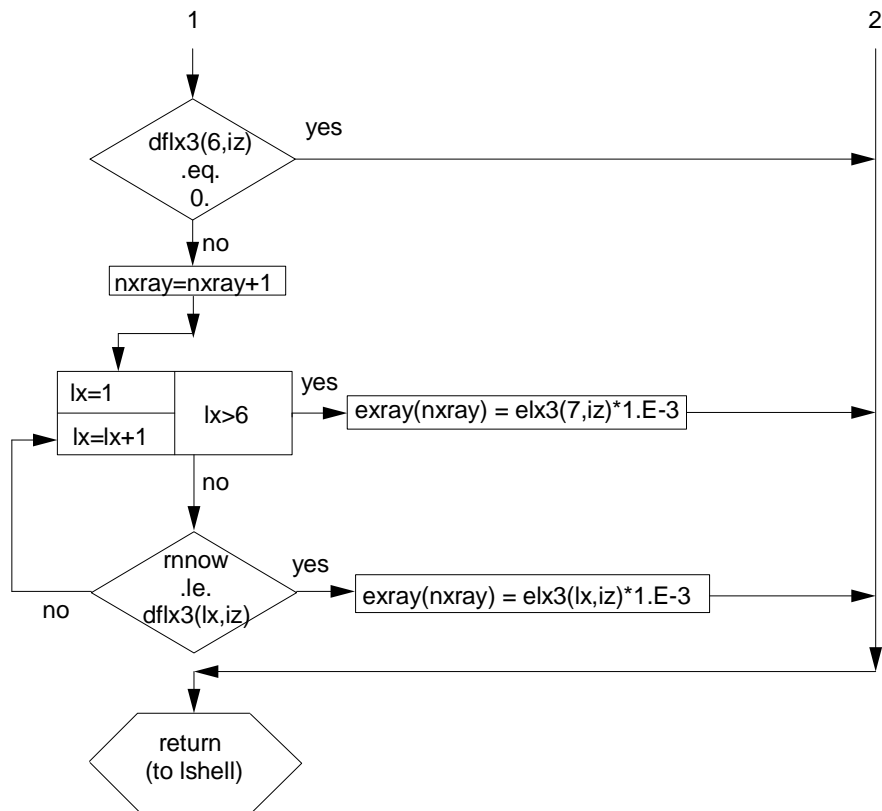 1
2
dflx3(6,iz)
.eq.
0.
yes
no
nxray=nxray+1
lx=1
lx=lx+1
lx>6
yes
exray(nxray) = elx3(7,iz)*1.E-3
no
rnnow
.le.
dflx3(lx,iz)
yes
exray(nxray) = elx3(lx,iz)*1.E-3
no
return
(to lshell)